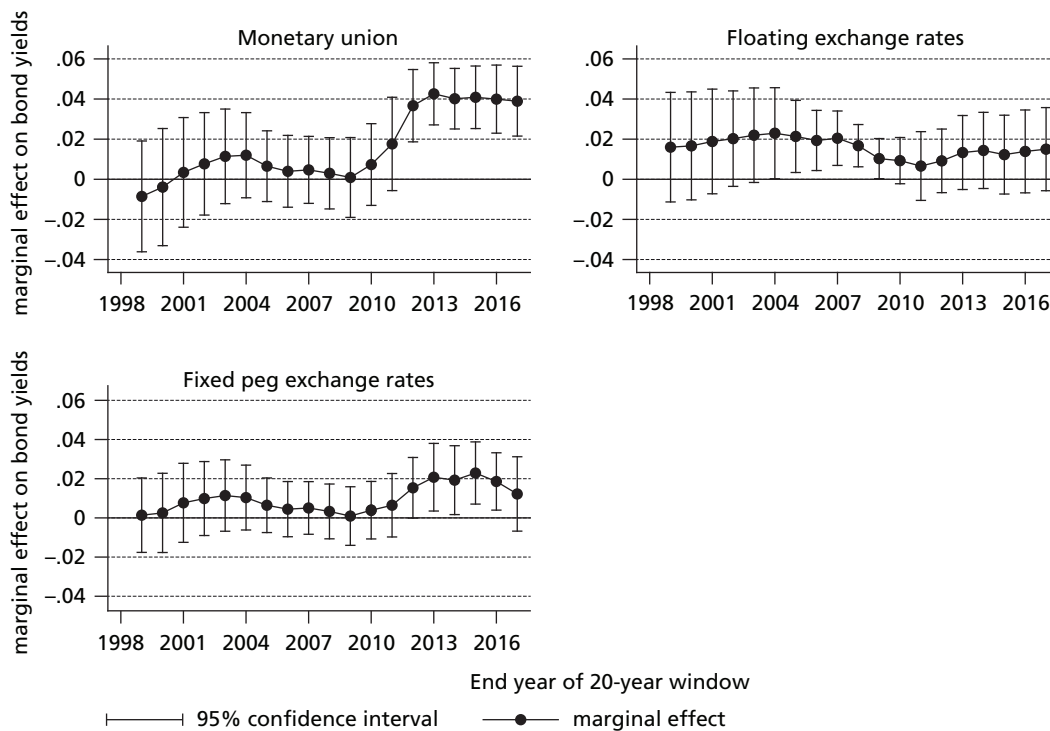 Monetary union
marginal effect on bond yields
.06
.04
.02
0
–.02
–.04
1998 2001 2004 2007 2010 2013 2016
Floating exchange rates
.06
.04
.02
0
–.02
–.04
1998 2001 2004 2007 2010 2013 2016
Fixed peg exchange rates
marginal effect on bond yields
.06
.04
.02
0
–.02
–.04
1998 2001 2004 2007 2010 2013 2016
End year of 20-year window
95% confidence interval marginal effect